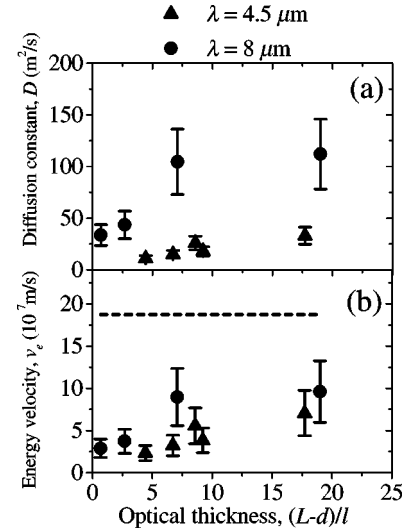 ▲ λ = 4.5 μm
● λ = 8 μm
(a)
Diffusion constant, D (m²/s)
200
150
100
50
0
(b)
Energy velocity, vₑ (10⁷m/s)
20
15
10
5
0
0 5 10 15 20 25
Optical thickness, (L-d)/l